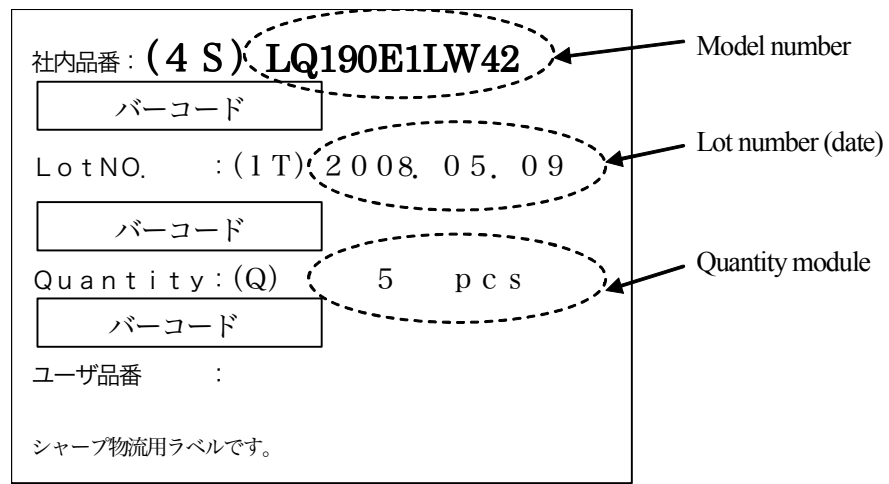 社内品番：(４Ｓ) LQ190E1LW42
Model number
バーコード
ＬｏｔＮＯ．　：(１Ｔ) ２００８．０５．０９
Lot number (date)
バーコード
Ｑｕａｎｔｉｔｙ：(Q)　５　ｐｃｓ
Quantity module
バーコード
ユーザ品番　：
シャープ物流用ラベルです。